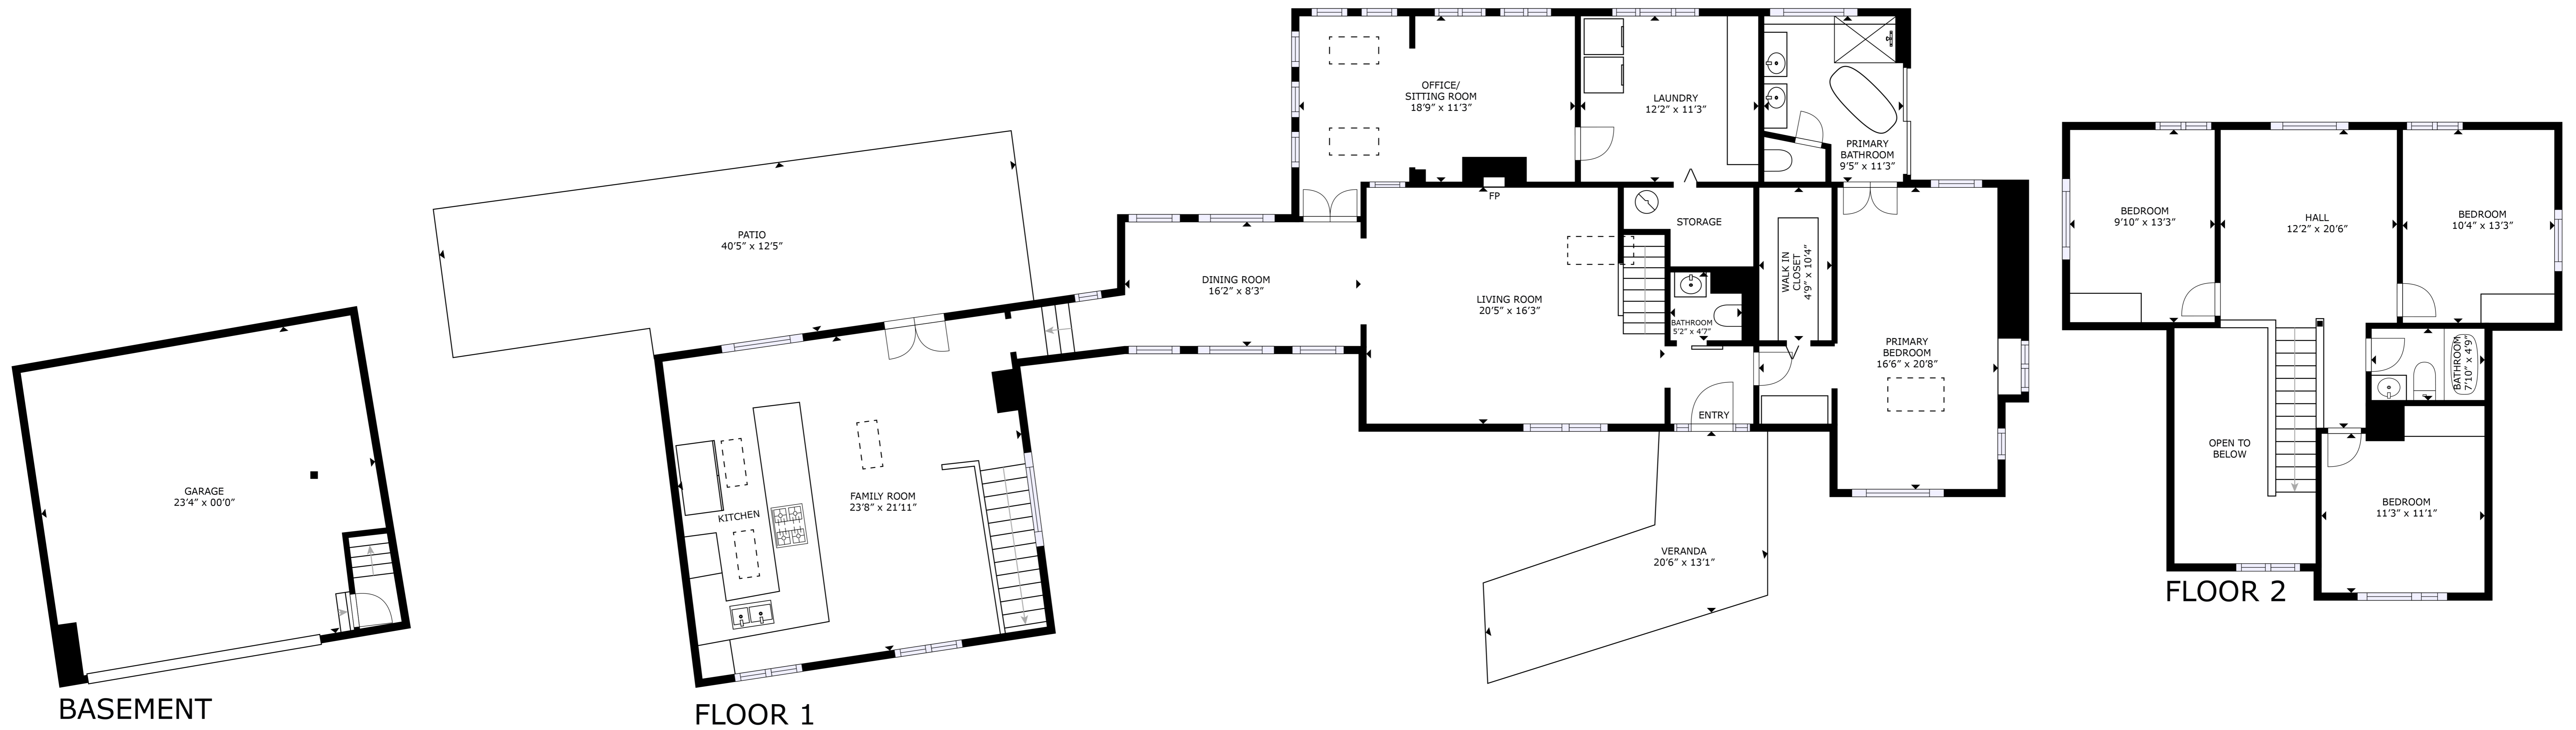 GARAGE
23'4" x 00'0"
BASEMENT
PATIO
40'5" x 12'5"
KITCHEN
FAMILY ROOM
23'8" x 21'11"
DINING ROOM
16'2" x 8'3"
OFFICE/
SITTING ROOM
18'9" x 11'3"
LAUNDRY
12'2" x 11'3"
PRIMARY
BATHROOM
9'5" x 11'3"
FP
STORAGE
LIVING ROOM
20'5" x 16'3"
BATHROOM
5'2" x 4'7"
WALK IN
CLOSET
4'9" x 10'4"
PRIMARY
BEDROOM
16'6" x 20'8"
ENTRY
VERANDA
20'6" x 13'1"
FLOOR 1
BEDROOM
9'10" x 13'3"
HALL
12'2" x 20'6"
BEDROOM
10'4" x 13'3"
BATHROOM
7'10" x 4'9"
OPEN TO
BELOW
BEDROOM
11'3" x 11'1"
FLOOR 2